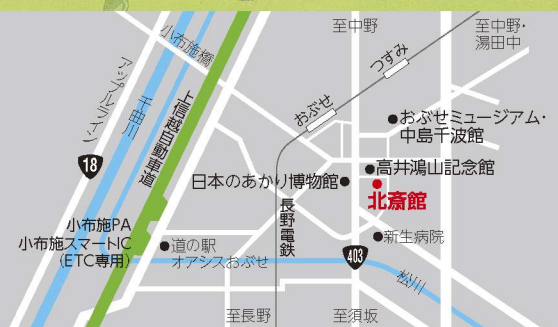 至中野
至中野・
湯田中
小布施橋
つすみ
アップルライン
千曲川
上信越自動車道
おぶせ
おぶせミュージアム・
中島千波館
18
高井鴻山記念館
日本のあかり博物館
北斎館
長野電鉄
小布施PA
小布施スマートIC
(ETC専用)
道の駅
オアシスおぶせ
新生病院
403
松川
至長野
至須坂